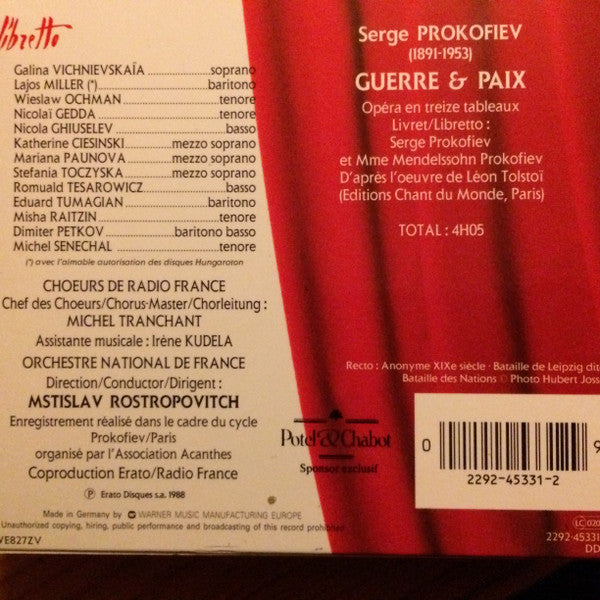 libretto
Galina VICHNIEVSKAÏA ................ soprano
Lajos MILLER (*) ................ baritono
Wieslaw OCHMAN ................ tenore
Nicolaï GEDDA ................ tenore
Nicola GHIUSELEV ................ basso
Katherine CIESINSKI ........ mezzo soprano
Mariana PAUNOVA ........ mezzo soprano
Stefania TOCZYSKA ........ mezzo soprano
Romuald TESAROWICZ ................ basso
Eduard TUMAGIAN ................ baritono
Misha RAITZIN ................ tenore
Dimiter PETKOV ........ baritono basso
Michel SENECHAL ................ tenore
(*) avec l'aimable autorisation des disques Hungaroton
CHOEURS DE RADIO FRANCE
Chef des Choeurs/Chorus-Master/Chorleitung :
MICHEL TRANCHANT
Assistante musicale : Irène KUDELA
ORCHESTRE NATIONAL DE FRANCE
Direction/Conductor/Dirigent :
MSTISLAV ROSTROPOVITCH
Enregistrement réalisé dans le cadre du cycle
Prokofiev/Paris
organisé par l'Association Acanthes
Coproduction Erato/Radio France
Ⓟ Erato Disques s.a. 1988
Made in Germany by WARNER MUSIC MANUFACTURING EUROPE
Unauthorized copying, hiring, public performance and broadcasting of this record prohibited
WE827ZV
Serge PROKOFIEV
(1891-1953)
GUERRE & PAIX
Opéra en treize tableaux
Livret/Libretto :
Serge Prokofiev
et Mme Mendelssohn Prokofiev
D'après l'oeuvre de Léon Tolstoï
(Editions Chant du Monde, Paris)
TOTAL : 4H05
Recto : Anonyme XIXe siècle - Bataille de Leipzig dite
Bataille des Nations © Photo Hubert Joss
Potel & Chabot
Sponsor exclusif
0
9
2292-45331-2
LC 020
2292-45331
DD